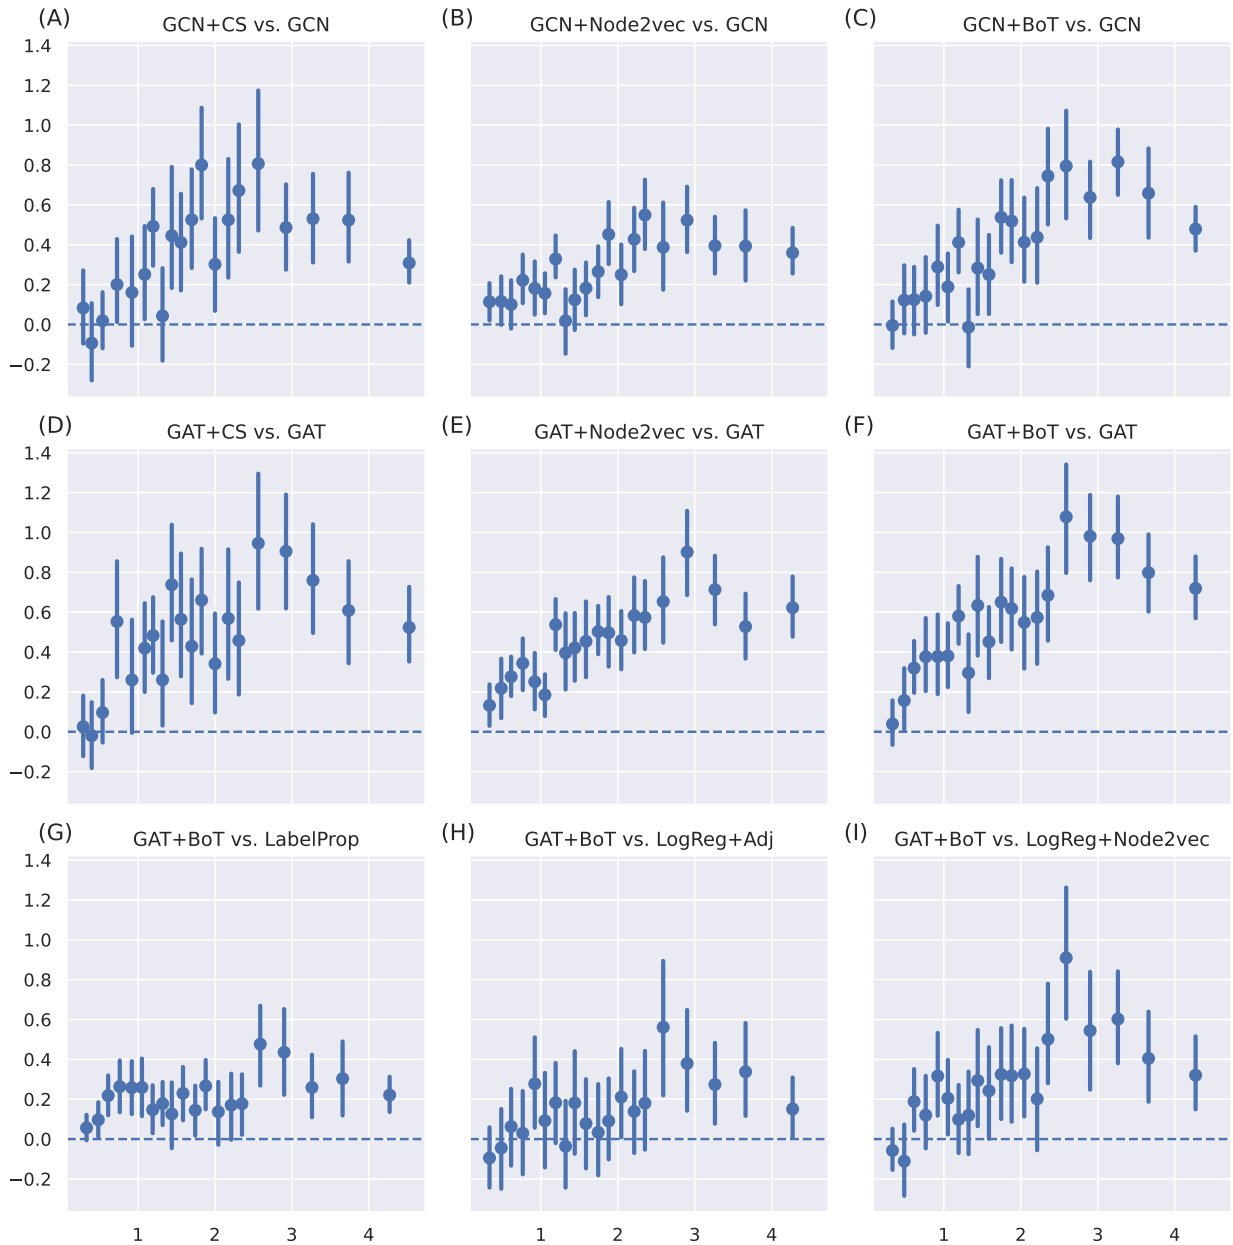 (A) GCN+CS vs. GCN
(B) GCN+Node2vec vs. GCN
(C) GCN+BoT vs. GCN
1.4
1.2
1.0
0.8
0.6
0.4
0.2
0.0
−0.2
(D) GAT+CS vs. GAT
(E) GAT+Node2vec vs. GAT
(F) GAT+BoT vs. GAT
1.4
1.2
1.0
0.8
0.6
0.4
0.2
0.0
−0.2
(G) GAT+BoT vs. LabelProp
(H) GAT+BoT vs. LogReg+Adj
(I) GAT+BoT vs. LogReg+Node2vec
1.4
1.2
1.0
0.8
0.6
0.4
0.2
0.0
−0.2
1 2 3 4
1 2 3 4
1 2 3 4